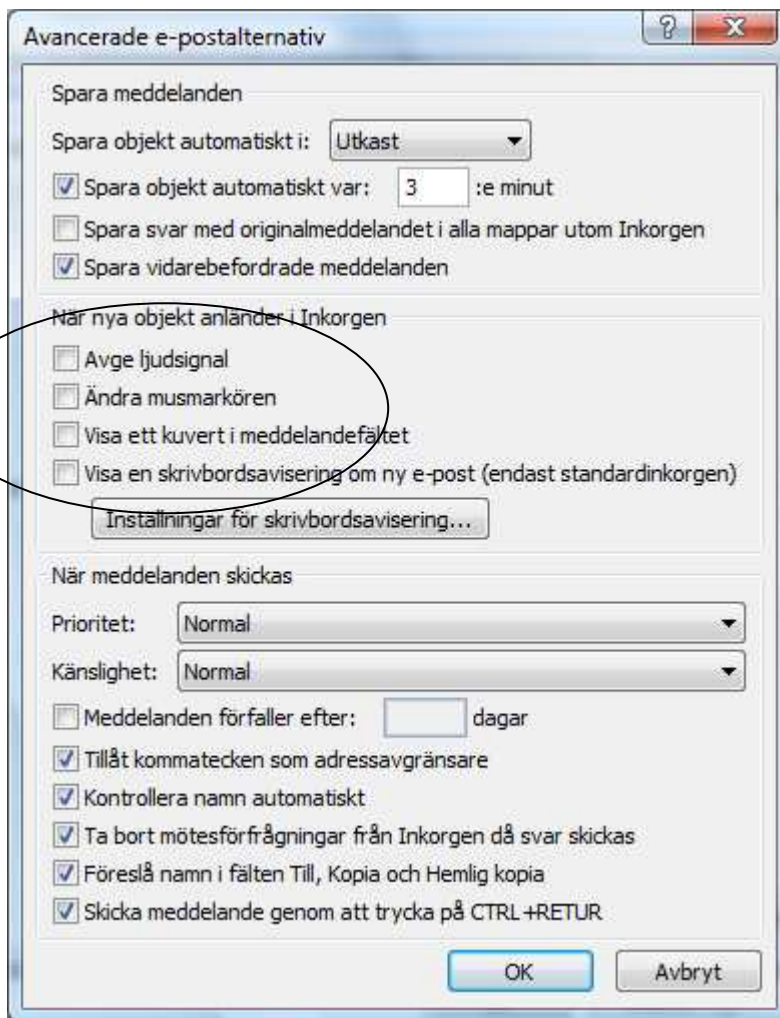 Avancerade e-postalternativ
Spara meddelanden
Spara objekt automatiskt i: Utkast
Spara objekt automatiskt var: 3 :e minut
Spara svar med originalmeddelandet i alla mappar utom Inkorgen
Spara vidarebefordrade meddelanden
När nya objekt anländer i Inkorgen
Avge ljudsignal
Ändra musmarkören
Visa ett kuvert i meddelandefältet
Visa en skrivbordsavisering om ny e-post (endast standardinkorgen)
Inställningar för skrivbordsavisering...
När meddelanden skickas
Prioritet: Normal
Känslighet: Normal
Meddelanden förfaller efter: dagar
Tillåt kommatecken som adressavgränsare
Kontrollera namn automatiskt
Ta bort mötesförfrågningar från Inkorgen då svar skickas
Föreslå namn i fälten Till, Kopia och Hemlig kopia
Skicka meddelande genom att trycka på CTRL+RETUR
OK Avbryt